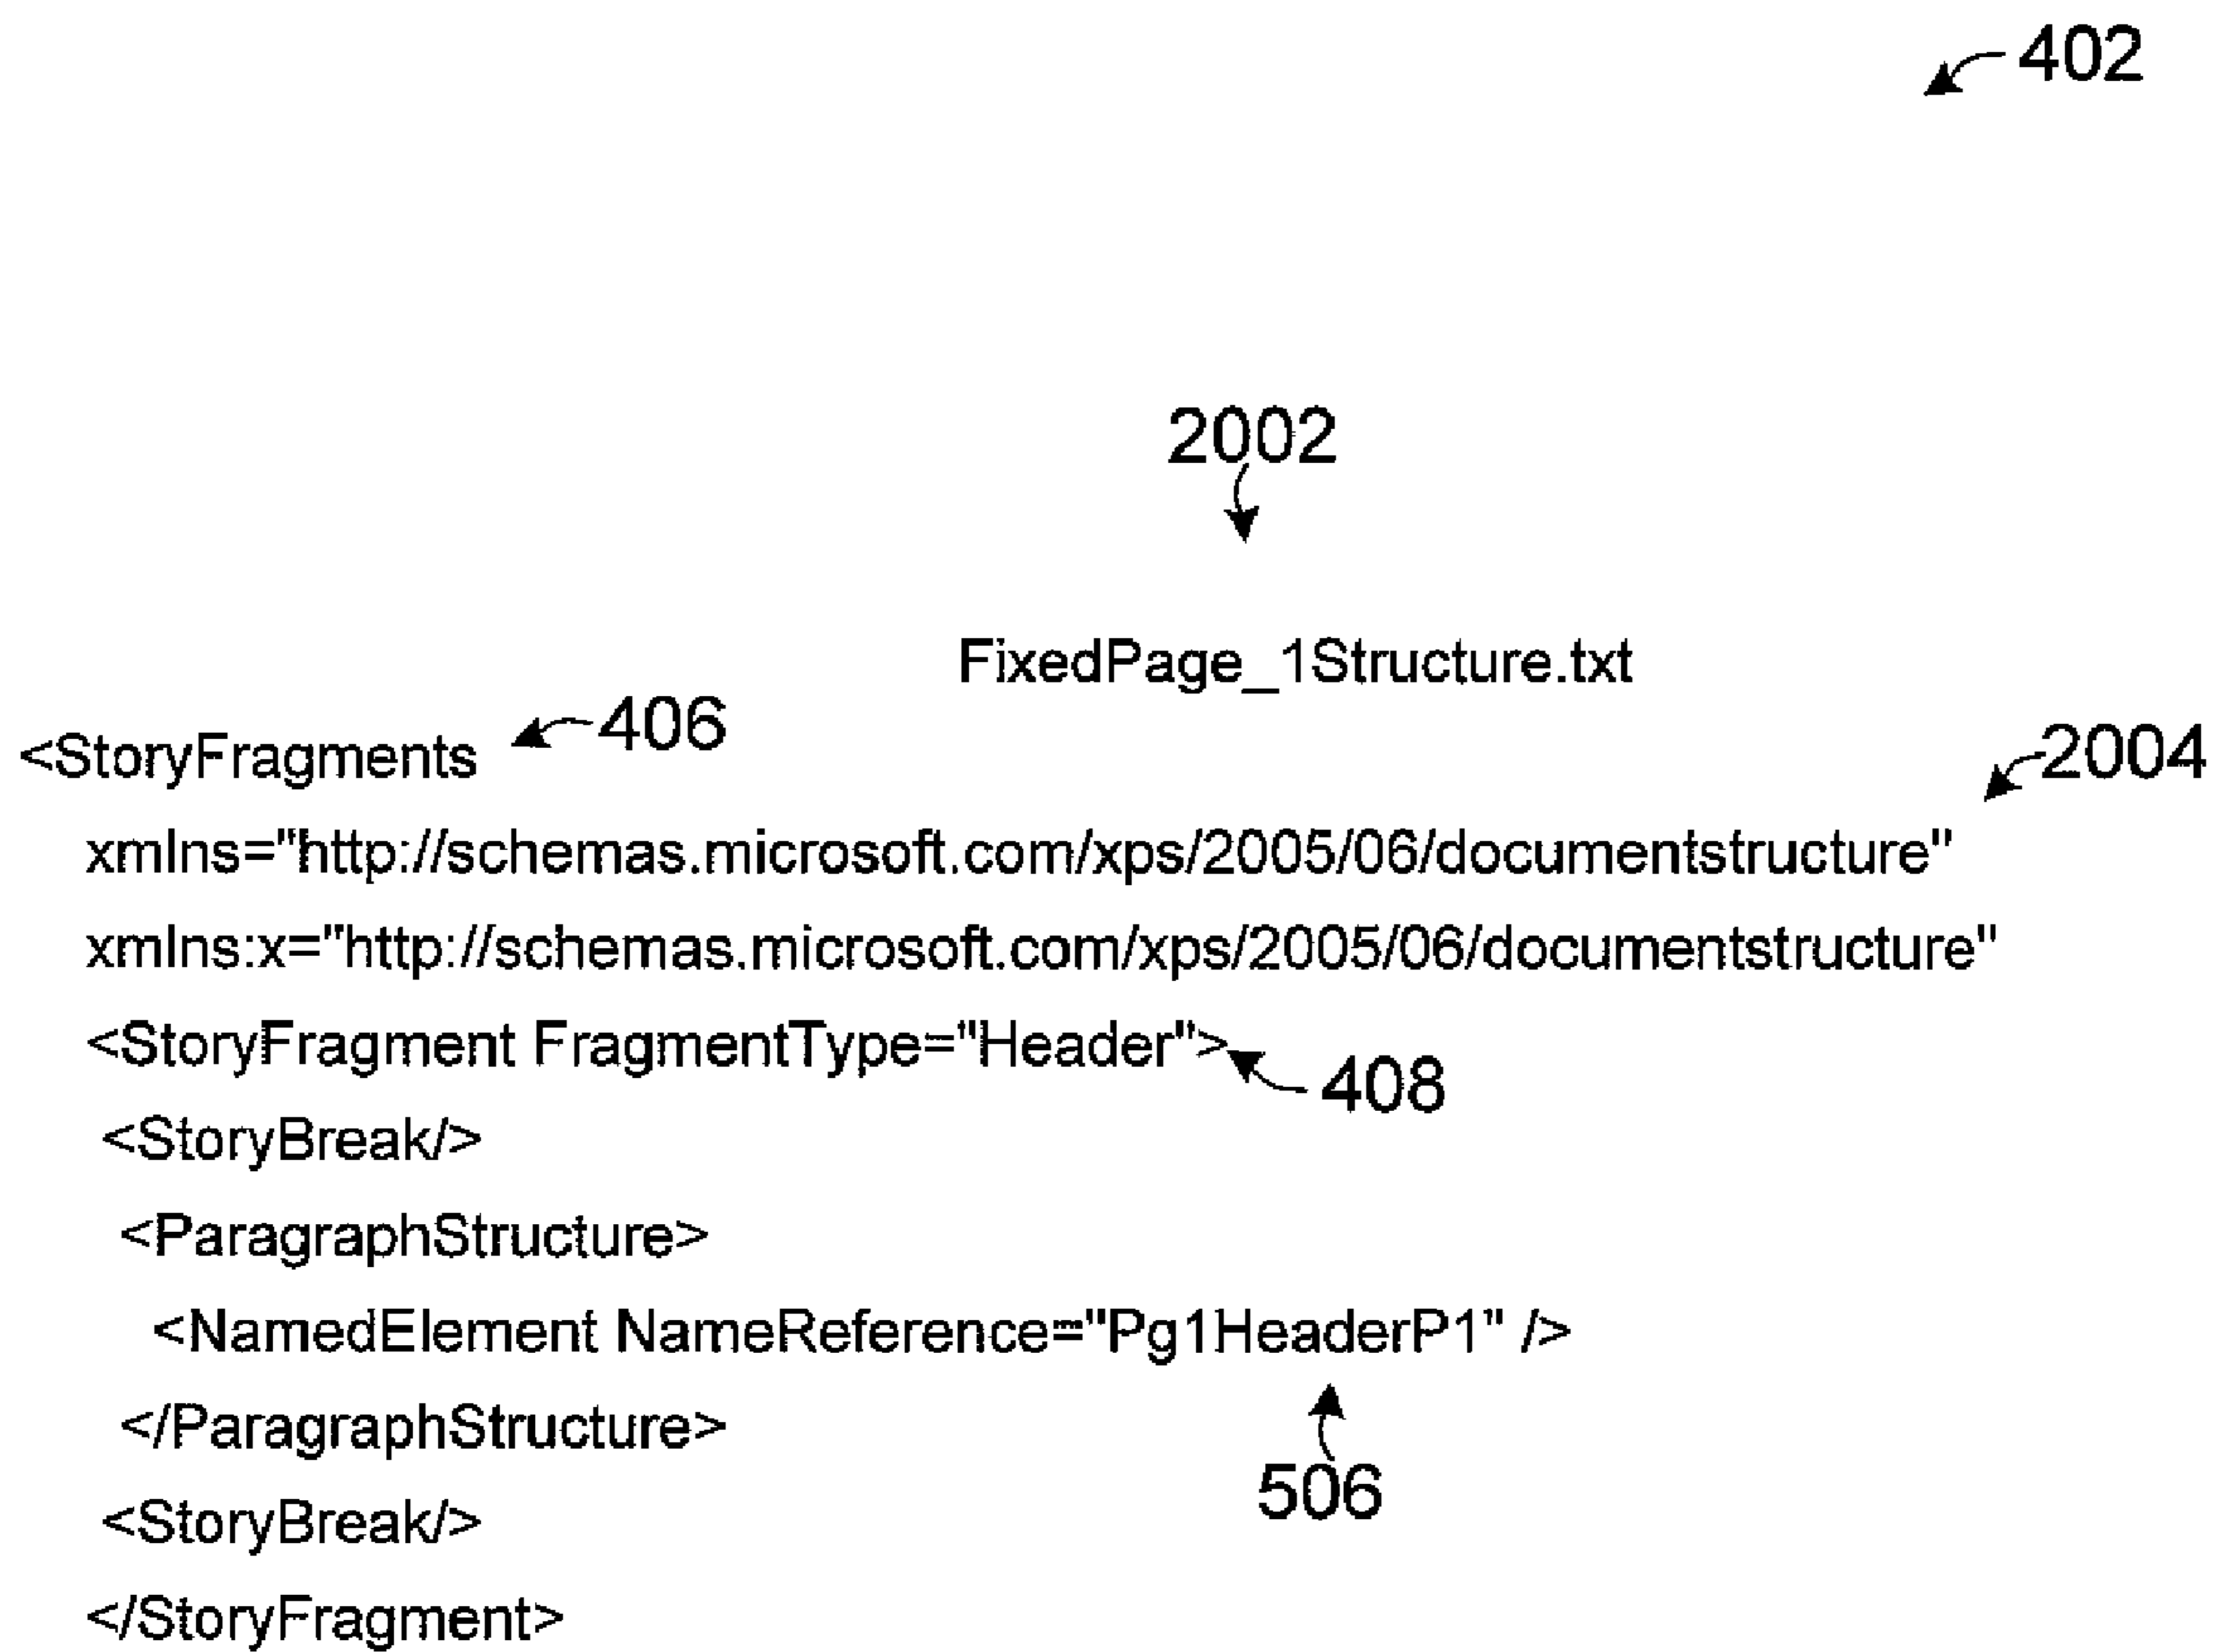 402
2002
FixedPage_1Structure.txt
<StoryFragments 406
2004
xmlns="http://schemas.microsoft.com/xps/2005/06/documentstructure"
xmlns:x="http://schemas.microsoft.com/xps/2005/06/documentstructure"
<StoryFragment FragmentType="Header">
408
<StoryBreak/>
<ParagraphStructure>
<NamedElement NameReference="Pg1HeaderP1" />
</ParagraphStructure>
506
<StoryBreak/>
</StoryFragment>